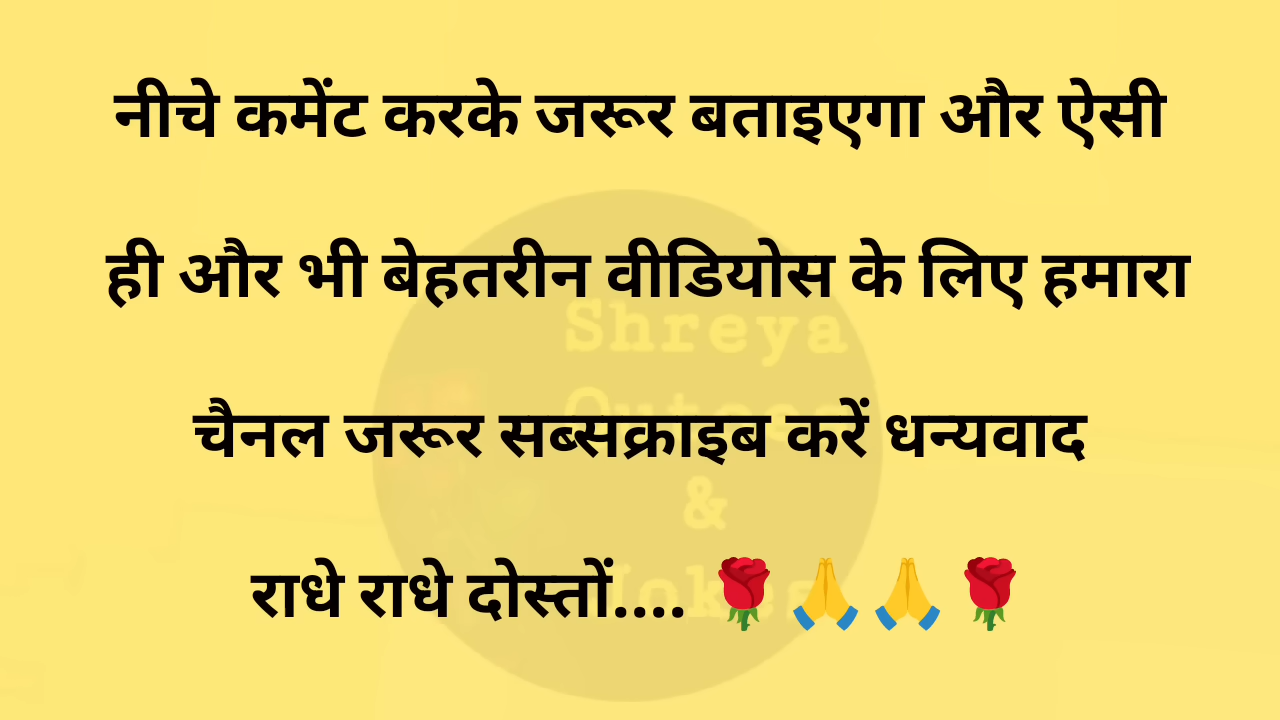 नीचे कमेंट करके जरूर बताइएगा और ऐसी
ही और भी बेहतरीन वीडियोस के लिए हमारा
चैनल जरूर सब्सक्राइब करें धन्यवाद
राधे राधे दोस्तों.... 🌹🙏🙏🌹
Shreya
&
Jokes